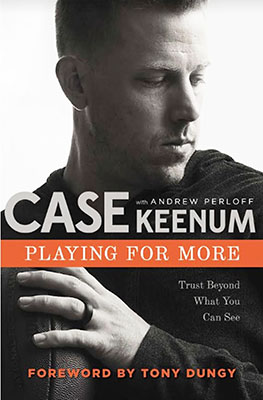 CASE
with ANDREW PERLOFF
KEENUM
PLAYING FOR MORE
Trust Beyond
What You
Can See
FOREWORD BY TONY DUNGY